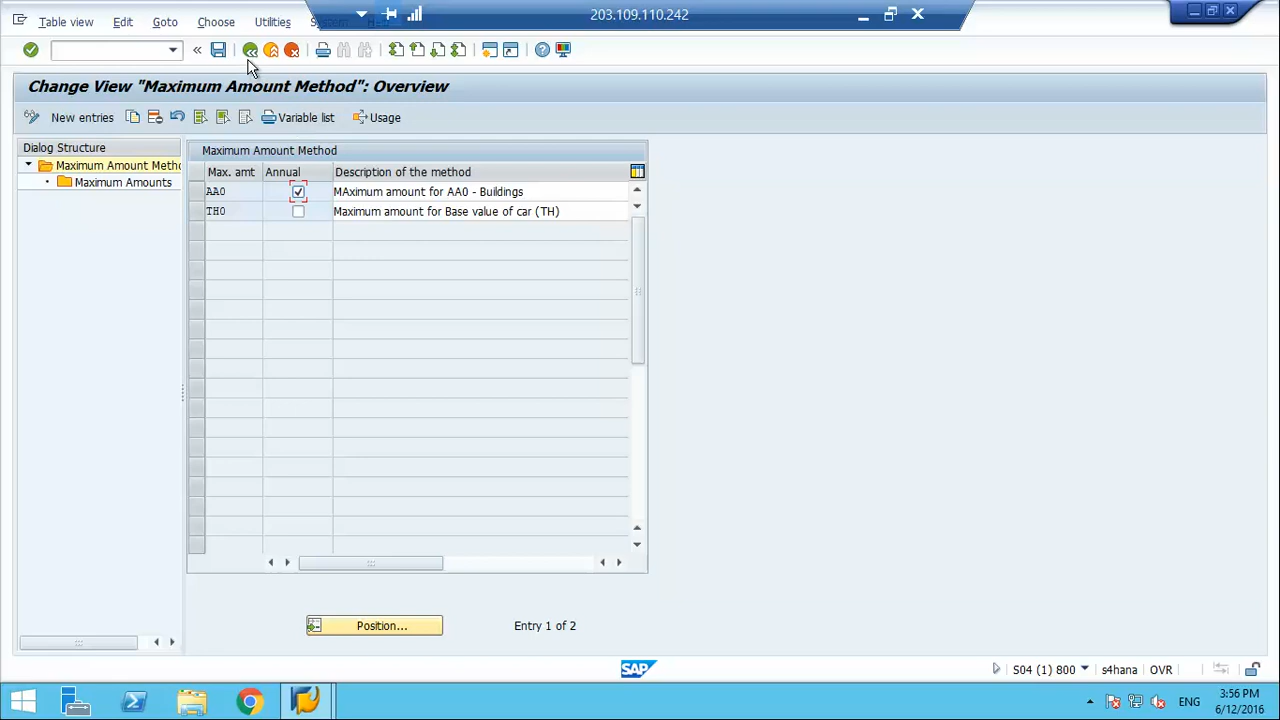 203.109.110.242
Table view Edit Goto Choose Utilities System Help
Change View "Maximum Amount Method": Overview
New entries Variable list Usage
Dialog Structure
Maximum Amount Metho
Maximum Amounts
Maximum Amount Method
Max. amt Annual Description of the method
AA0 MAximum amount for AA0 - Buildings
TH0 Maximum amount for Base value of car (TH)
Position... Entry 1 of 2
SAP
S04 (1) 800 s4hana OVR
ENG
3:56 PM
6/12/2016